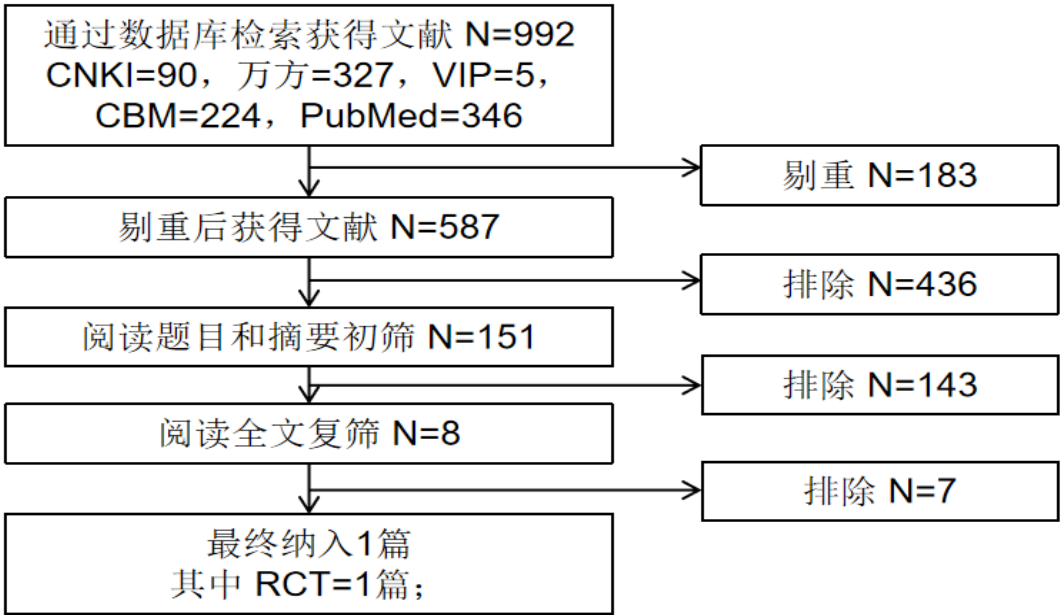 通过数据库检索获得文献 N=992
CNKI=90，万方=327，VIP=5，
CBM=224，PubMed=346
剔重 N=183
剔重后获得文献 N=587
排除 N=436
阅读题目和摘要初筛 N=151
排除 N=143
阅读全文复筛 N=8
排除 N=7
最终纳入1篇
其中 RCT=1篇；